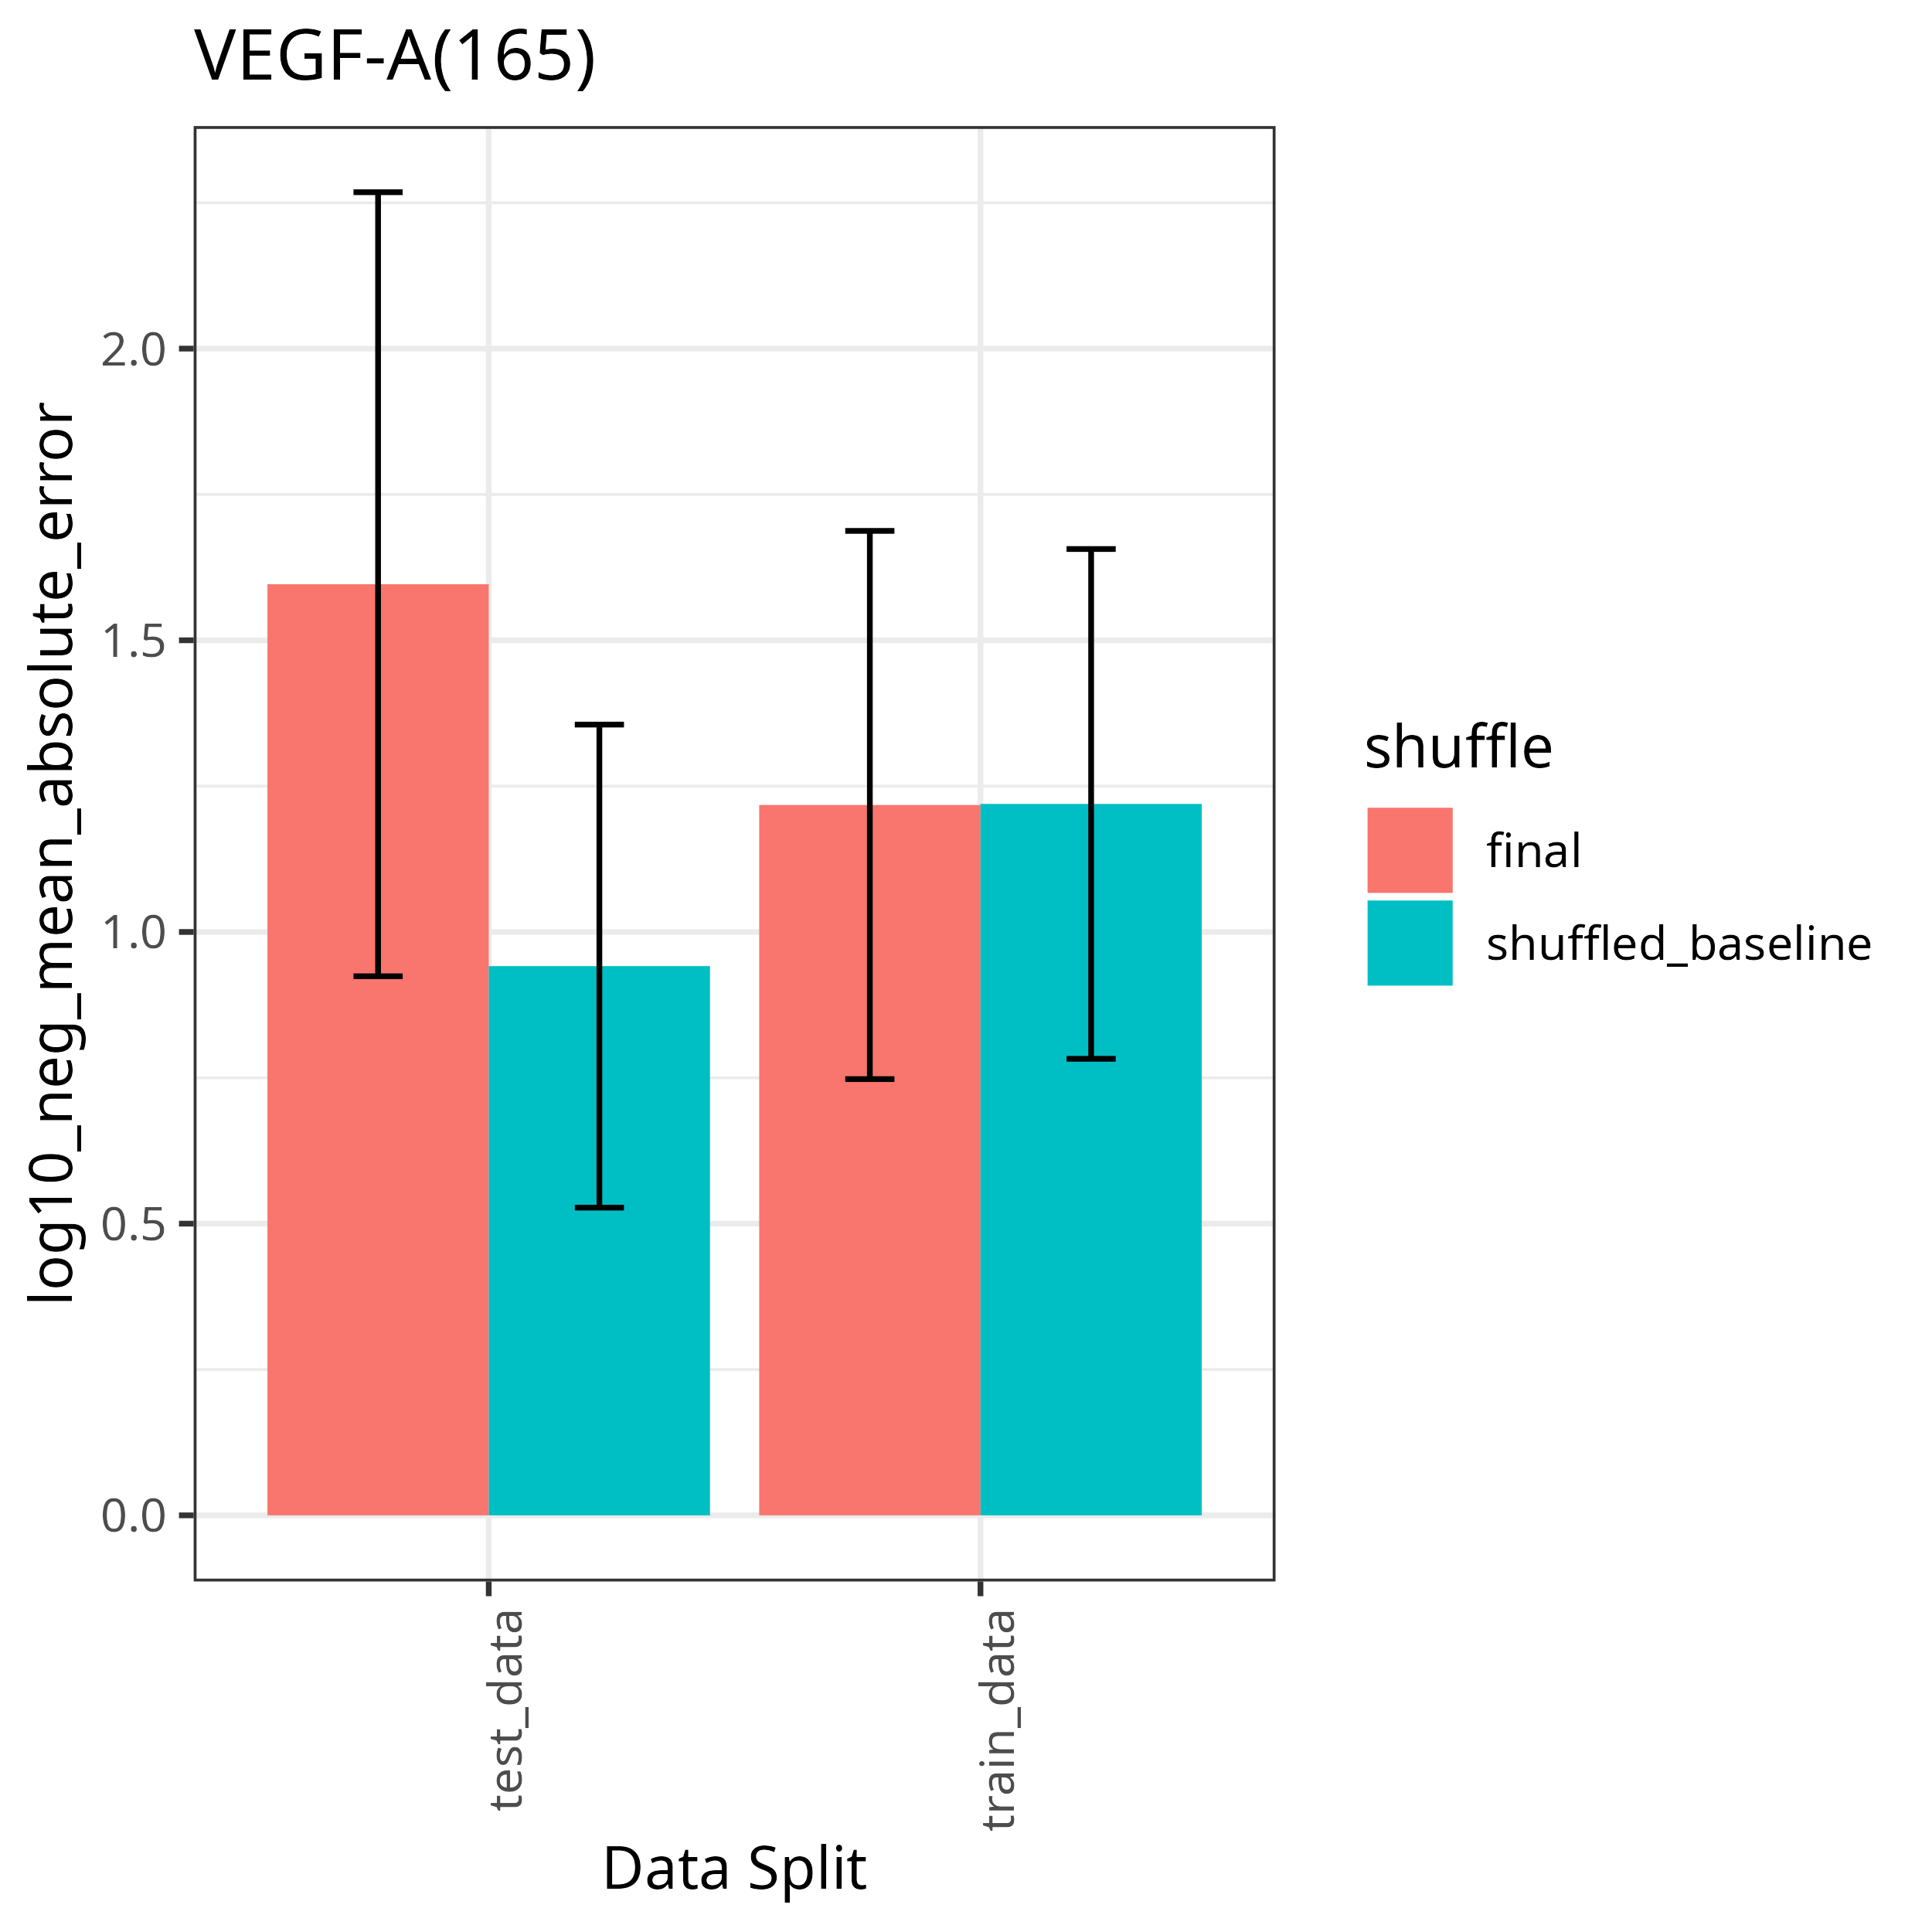 VEGF-A(165)
log10_neg_mean_absolute_error
2.0
1.5
1.0
0.5
0.0
test_data
train_data
Data Split
shuffle
final
shuffled_baseline